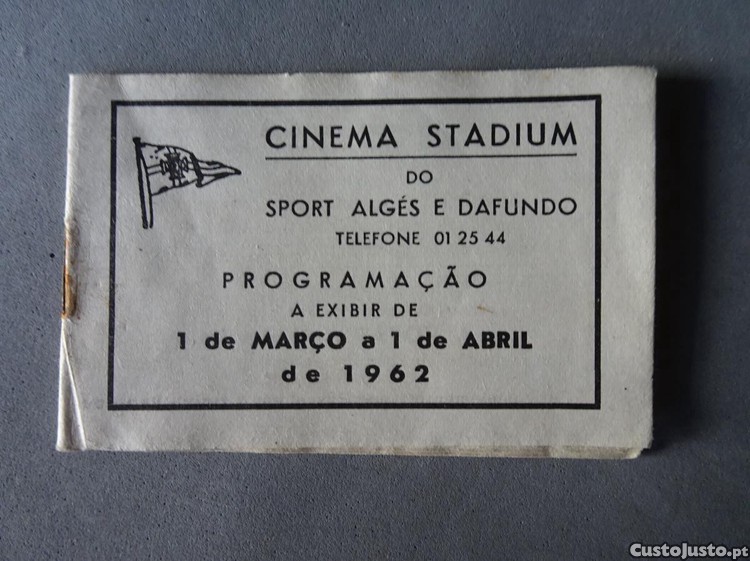 CINEMA STADIUM
DO
SPORT ALGÉS E DAFUNDO
TELEFONE 01 25 44
PROGRAMAÇÃO
A EXIBIR DE
1 de MARÇO a 1 de ABRIL
de 1962
CustoJusto.pt